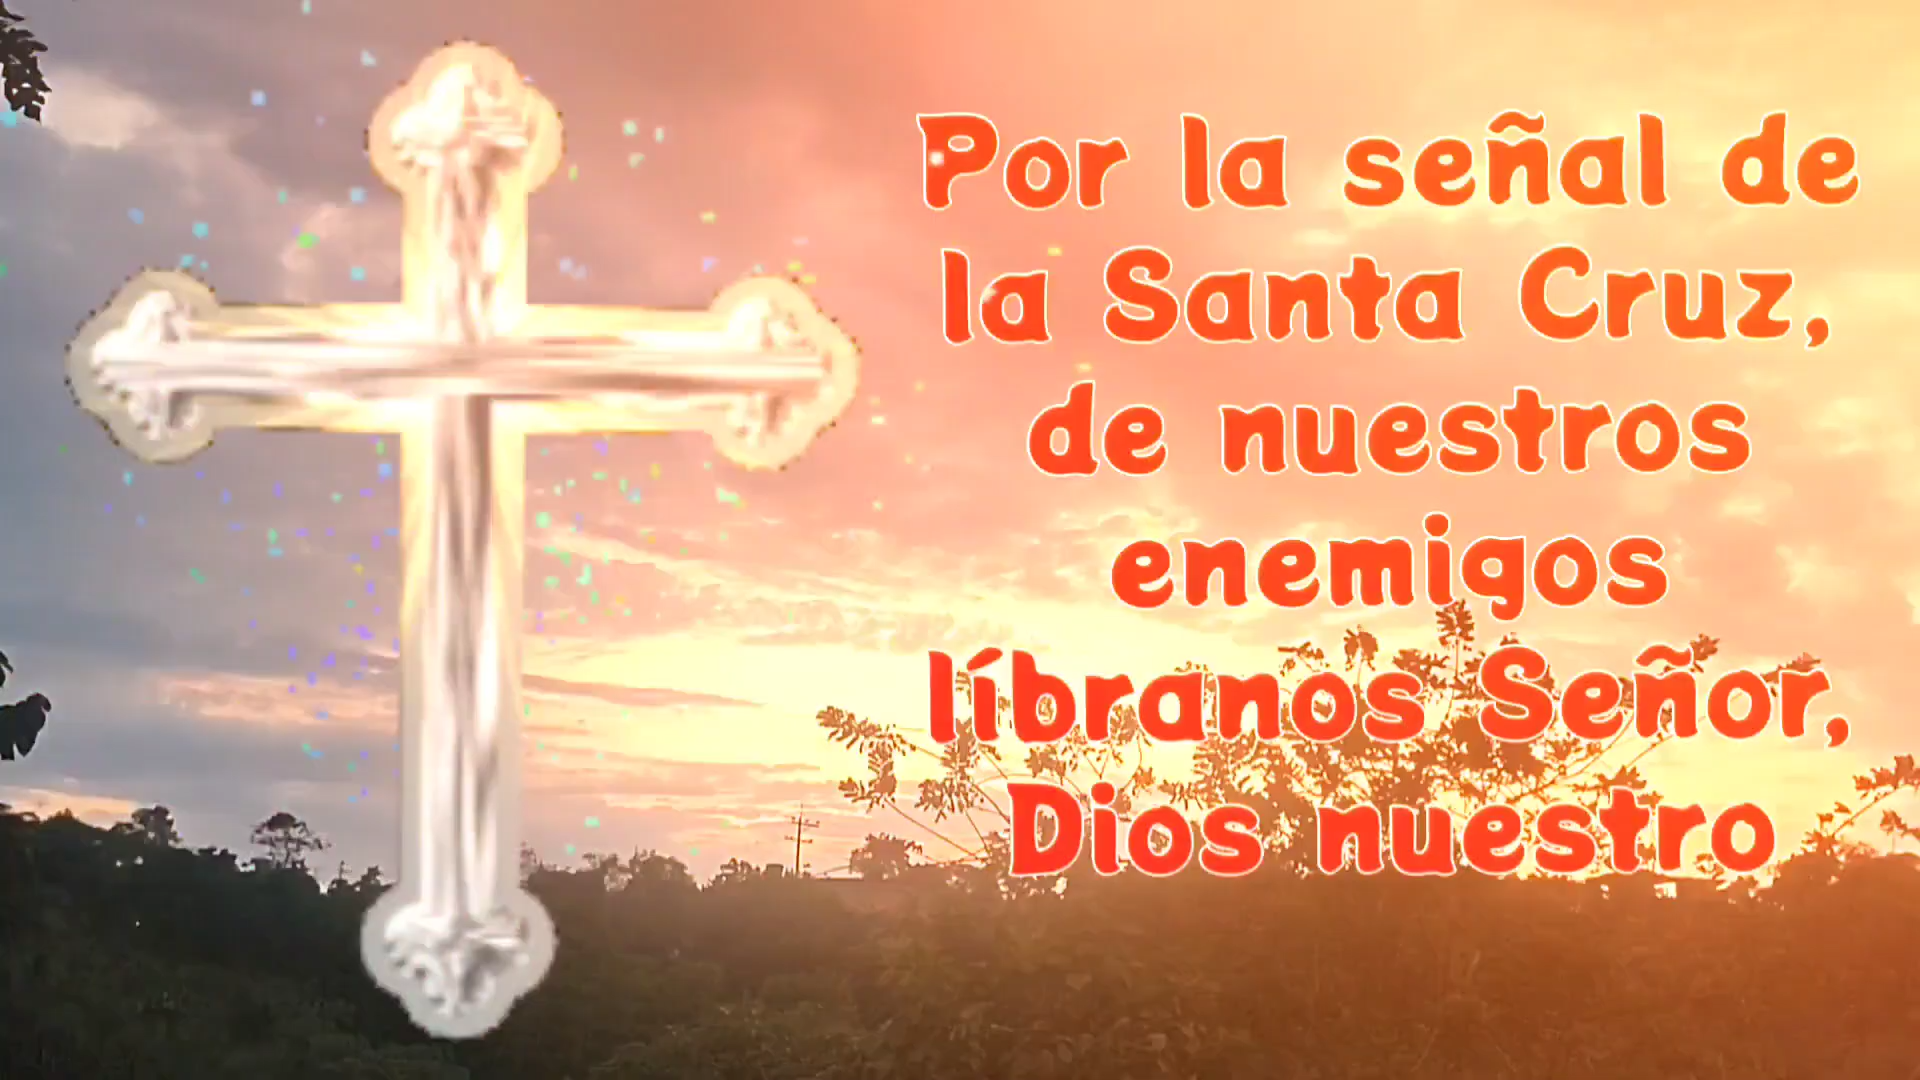 Por la señal de
la Santa Cruz,
de nuestros
enemigos
líbranos Señor,
Dios nuestro